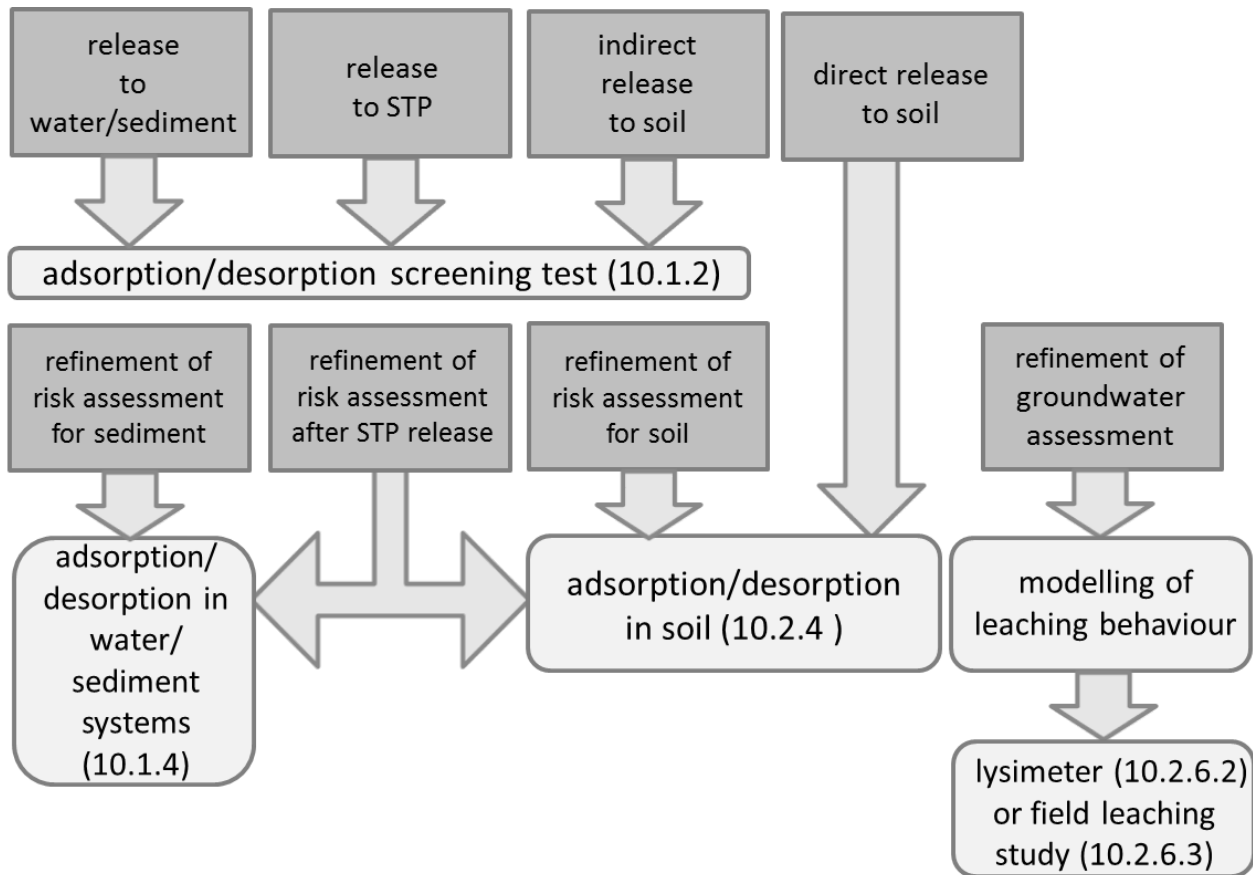 release
to
water/sediment
release
to STP
indirect
release
to soil
direct release
to soil
adsorption/desorption screening test (10.1.2)
refinement of
risk assessment
for sediment
refinement of
risk assessment
after STP release
refinement of
risk assessment
for soil
refinement of
groundwater
assessment
adsorption/
desorption in
water/
sediment
systems
(10.1.4)
adsorption/desorption
in soil (10.2.4 )
modelling of
leaching behaviour
lysimeter (10.2.6.2)
or field leaching
study (10.2.6.3)